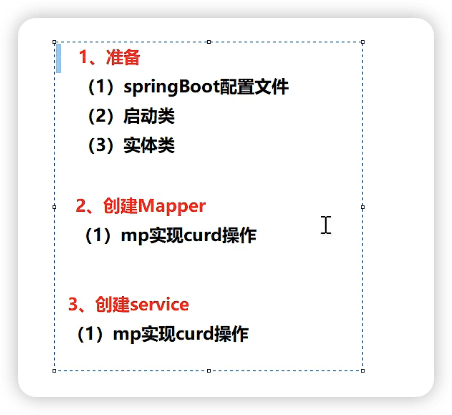 1、准备
（1）springBoot配置文件
（2）启动类
（3）实体类
2、创建Mapper
（1）mp实现curd操作
3、创建service
（1）mp实现curd操作